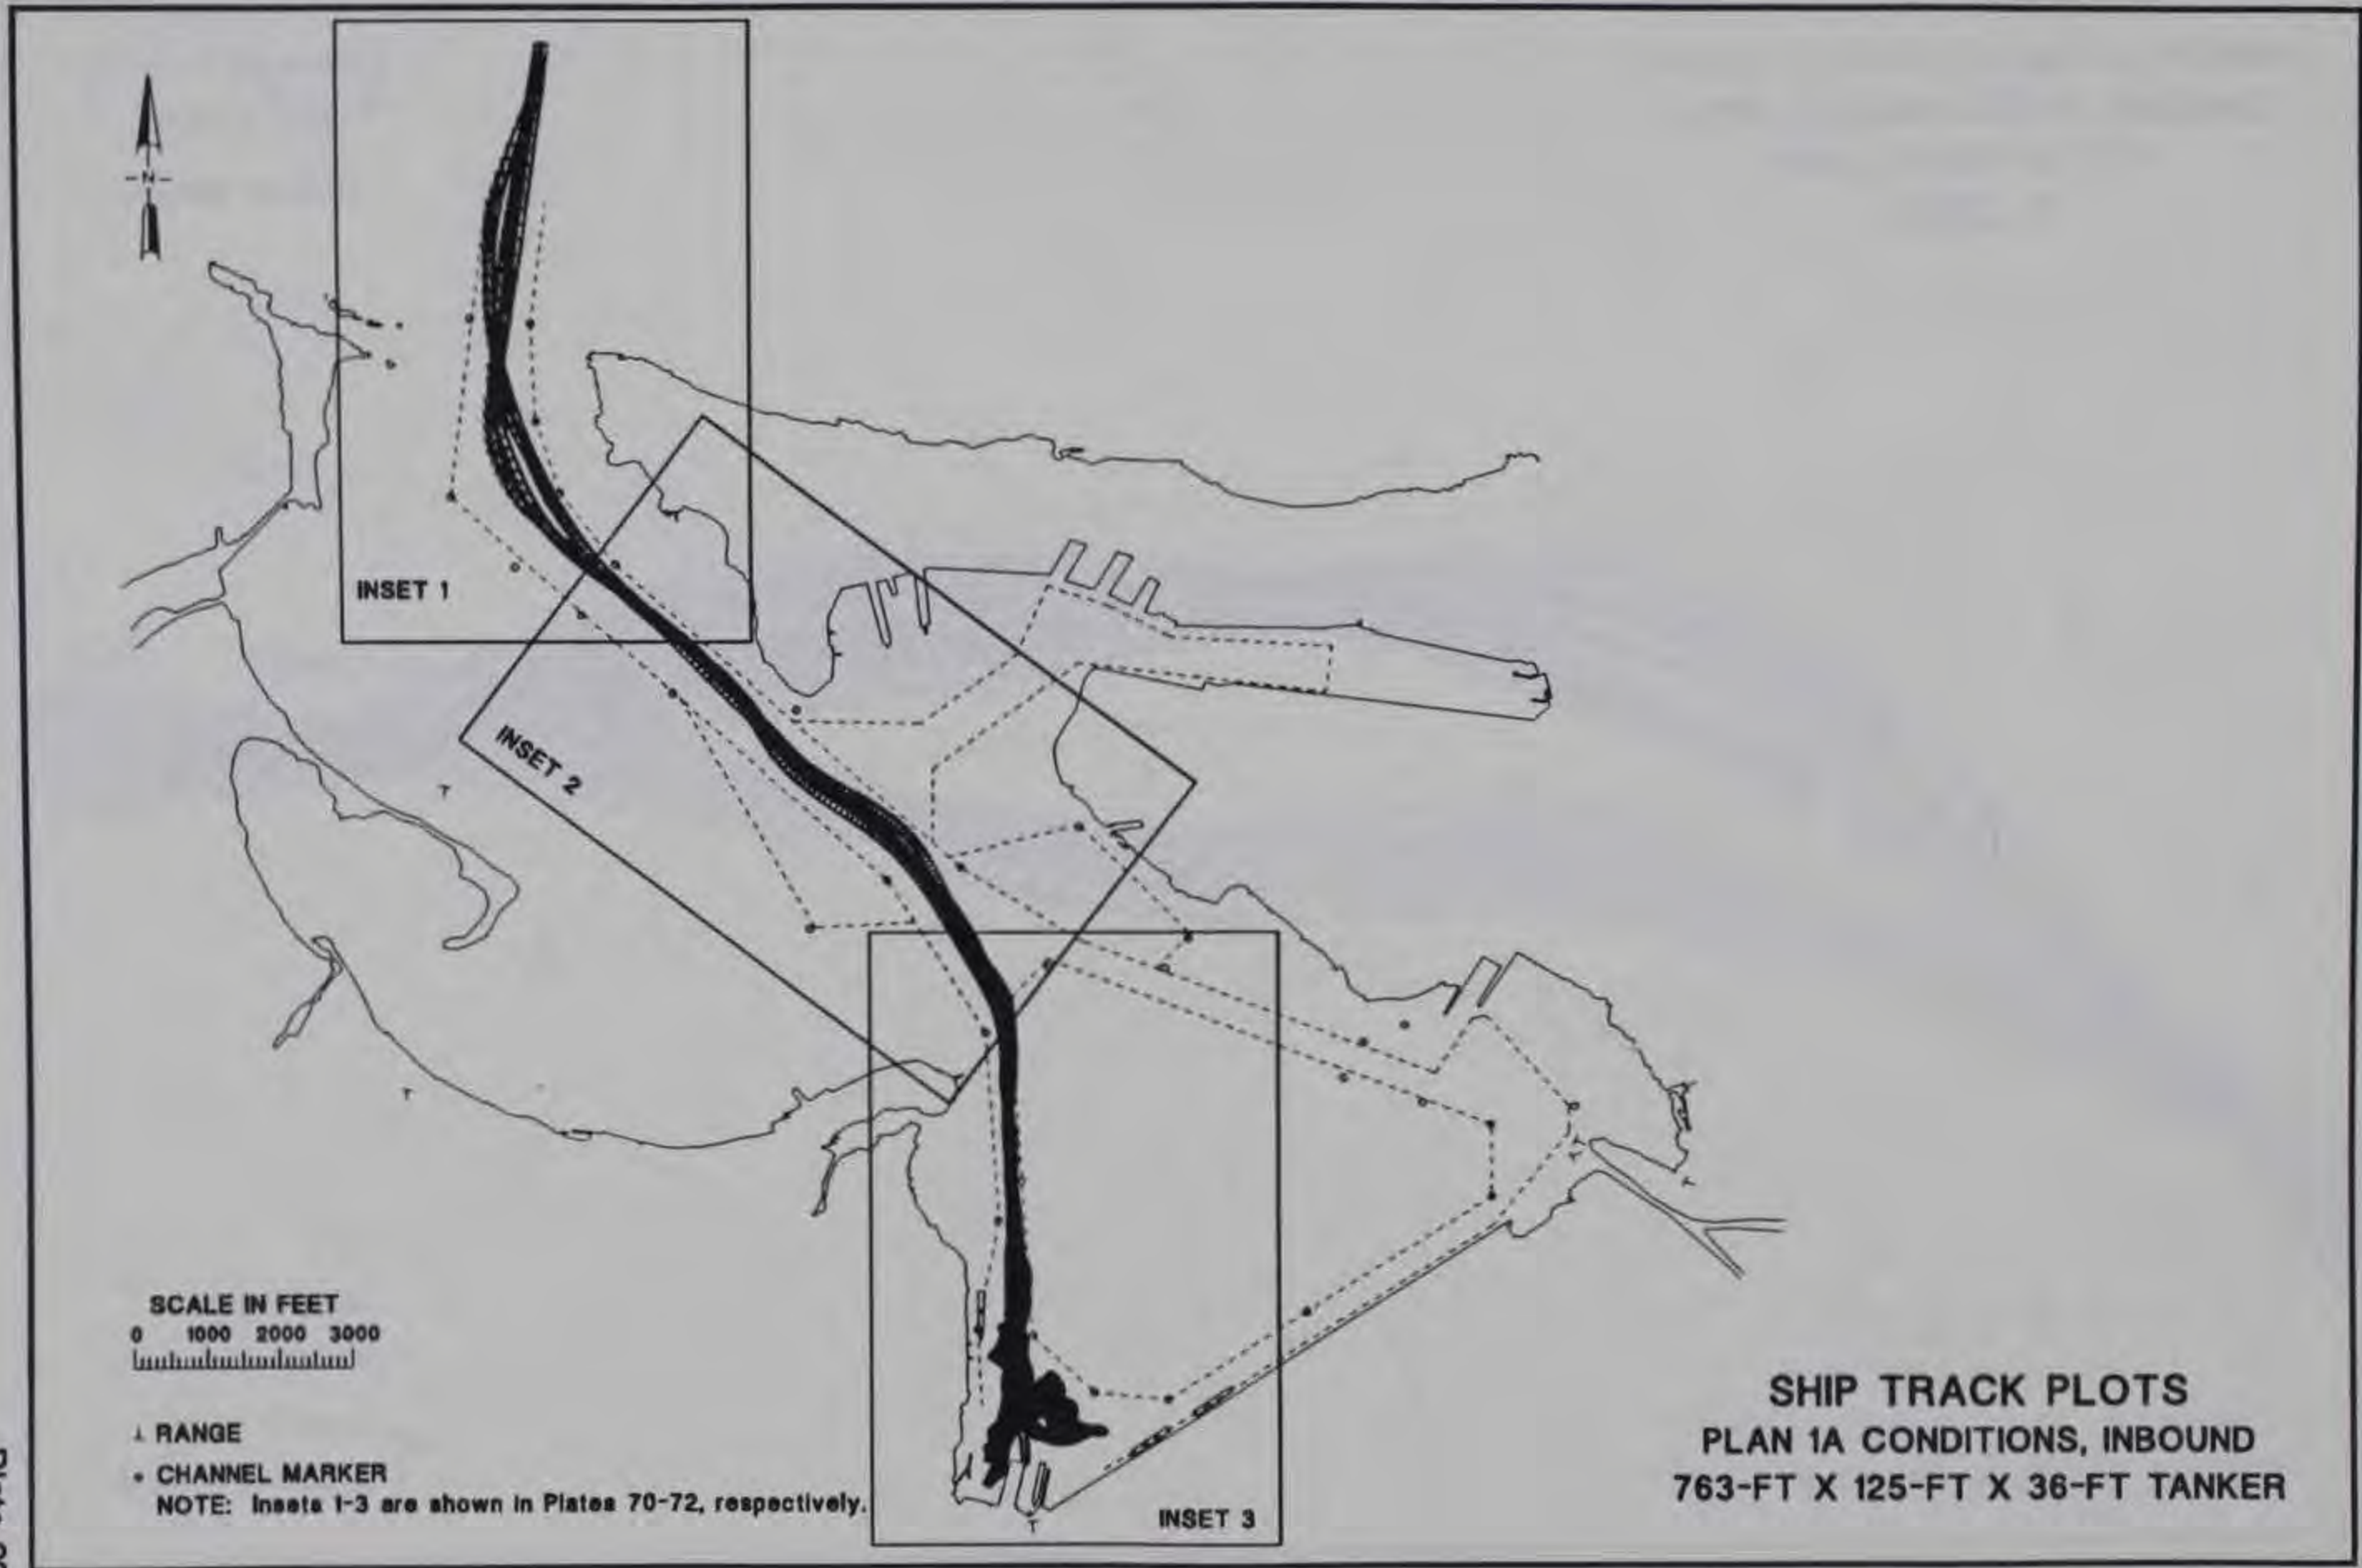 -N-
INSET 1
INSET 2
INSET 3
SCALE IN FEET
0 1000 2000 3000
RANGE
CHANNEL MARKER
NOTE: Insets 1-3 are shown in Plates 70-72, respectively.
SHIP TRACK PLOTS
PLAN 1A CONDITIONS, INBOUND
763-FT X 125-FT X 36-FT TANKER